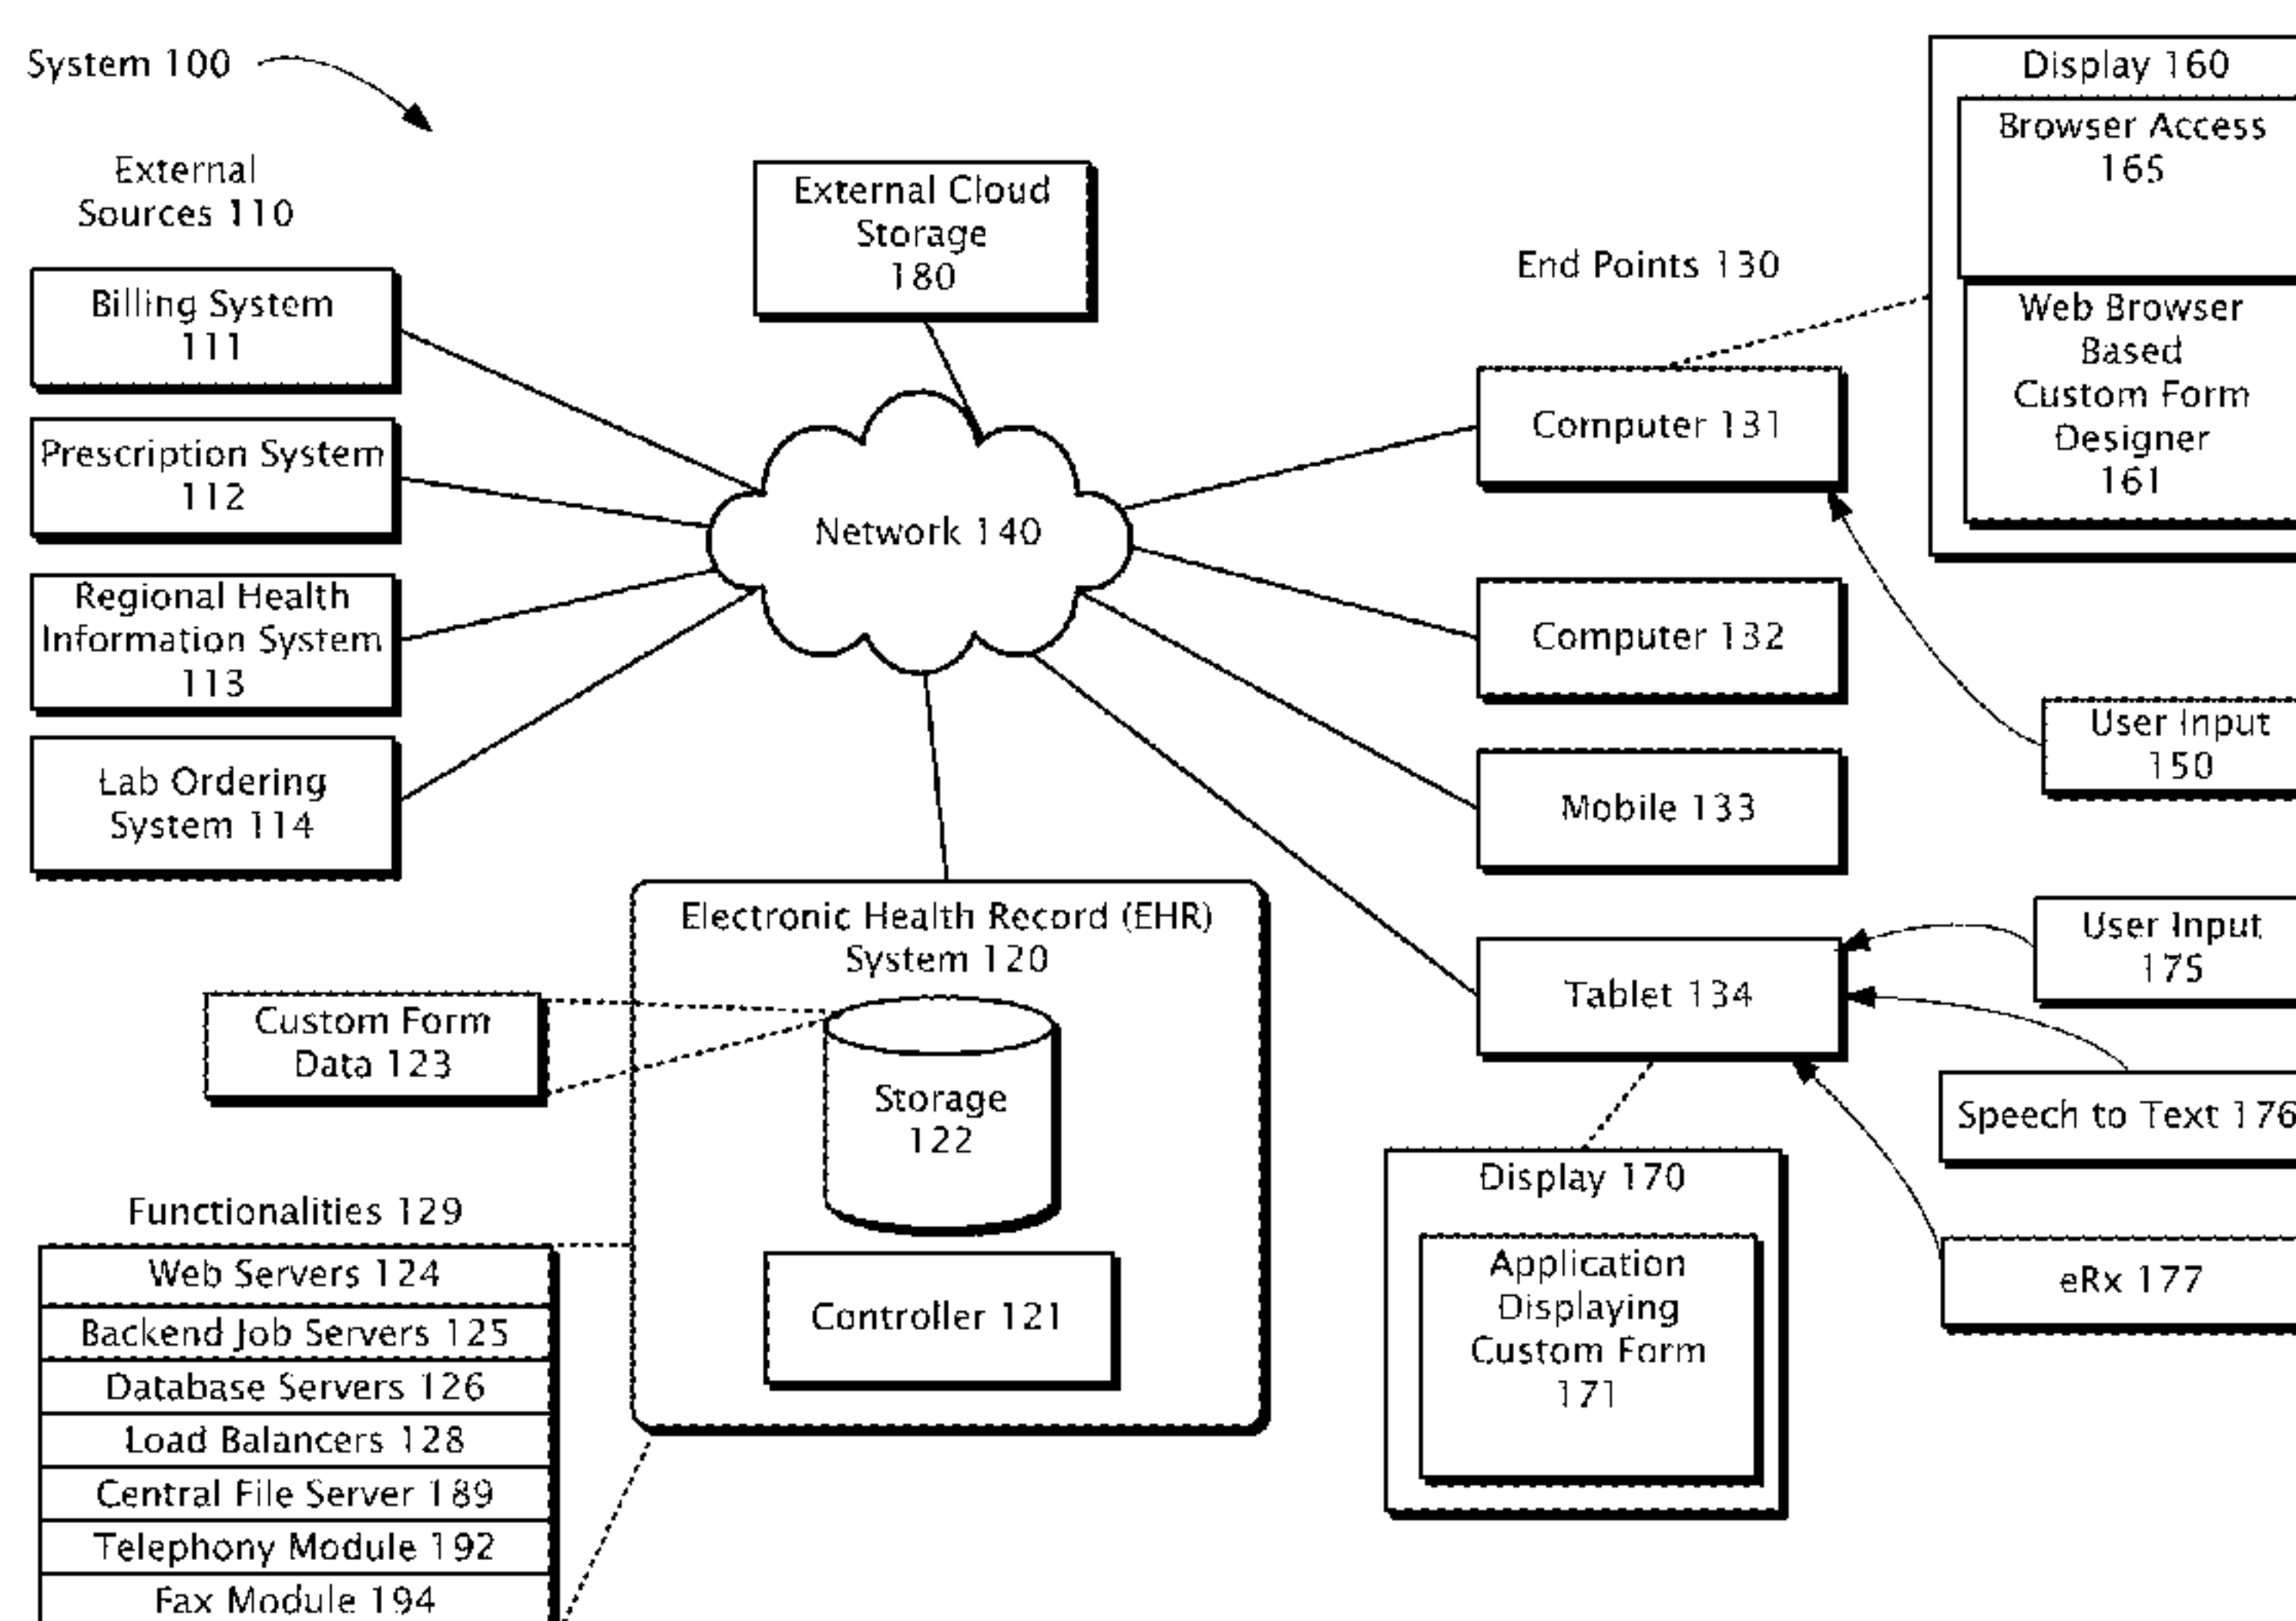 System 100
External
Sources 110
Billing System
111
Prescription System
112
Regional Health
Information System
113
Lab Ordering
System 114
External Cloud
Storage
180
Network 140
End Points 130
Computer 131
Computer 132
Mobile 133
Tablet 134
Display 160
Browser Access
165
Web Browser
Based
Custom Form
Designer
161
User Input
150
User Input
175
Speech to Text 176
eRx 177
Display 170
Application
Displaying
Custom Form
171
Electronic Health Record (EHR)
System 120
Storage
122
Controller 121
Custom Form
Data 123
Functionalities 129
Web Servers 124
Backend Job Servers 125
Database Servers 126
Load Balancers 128
Central File Server 189
Telephony Module 192
Fax Module 194